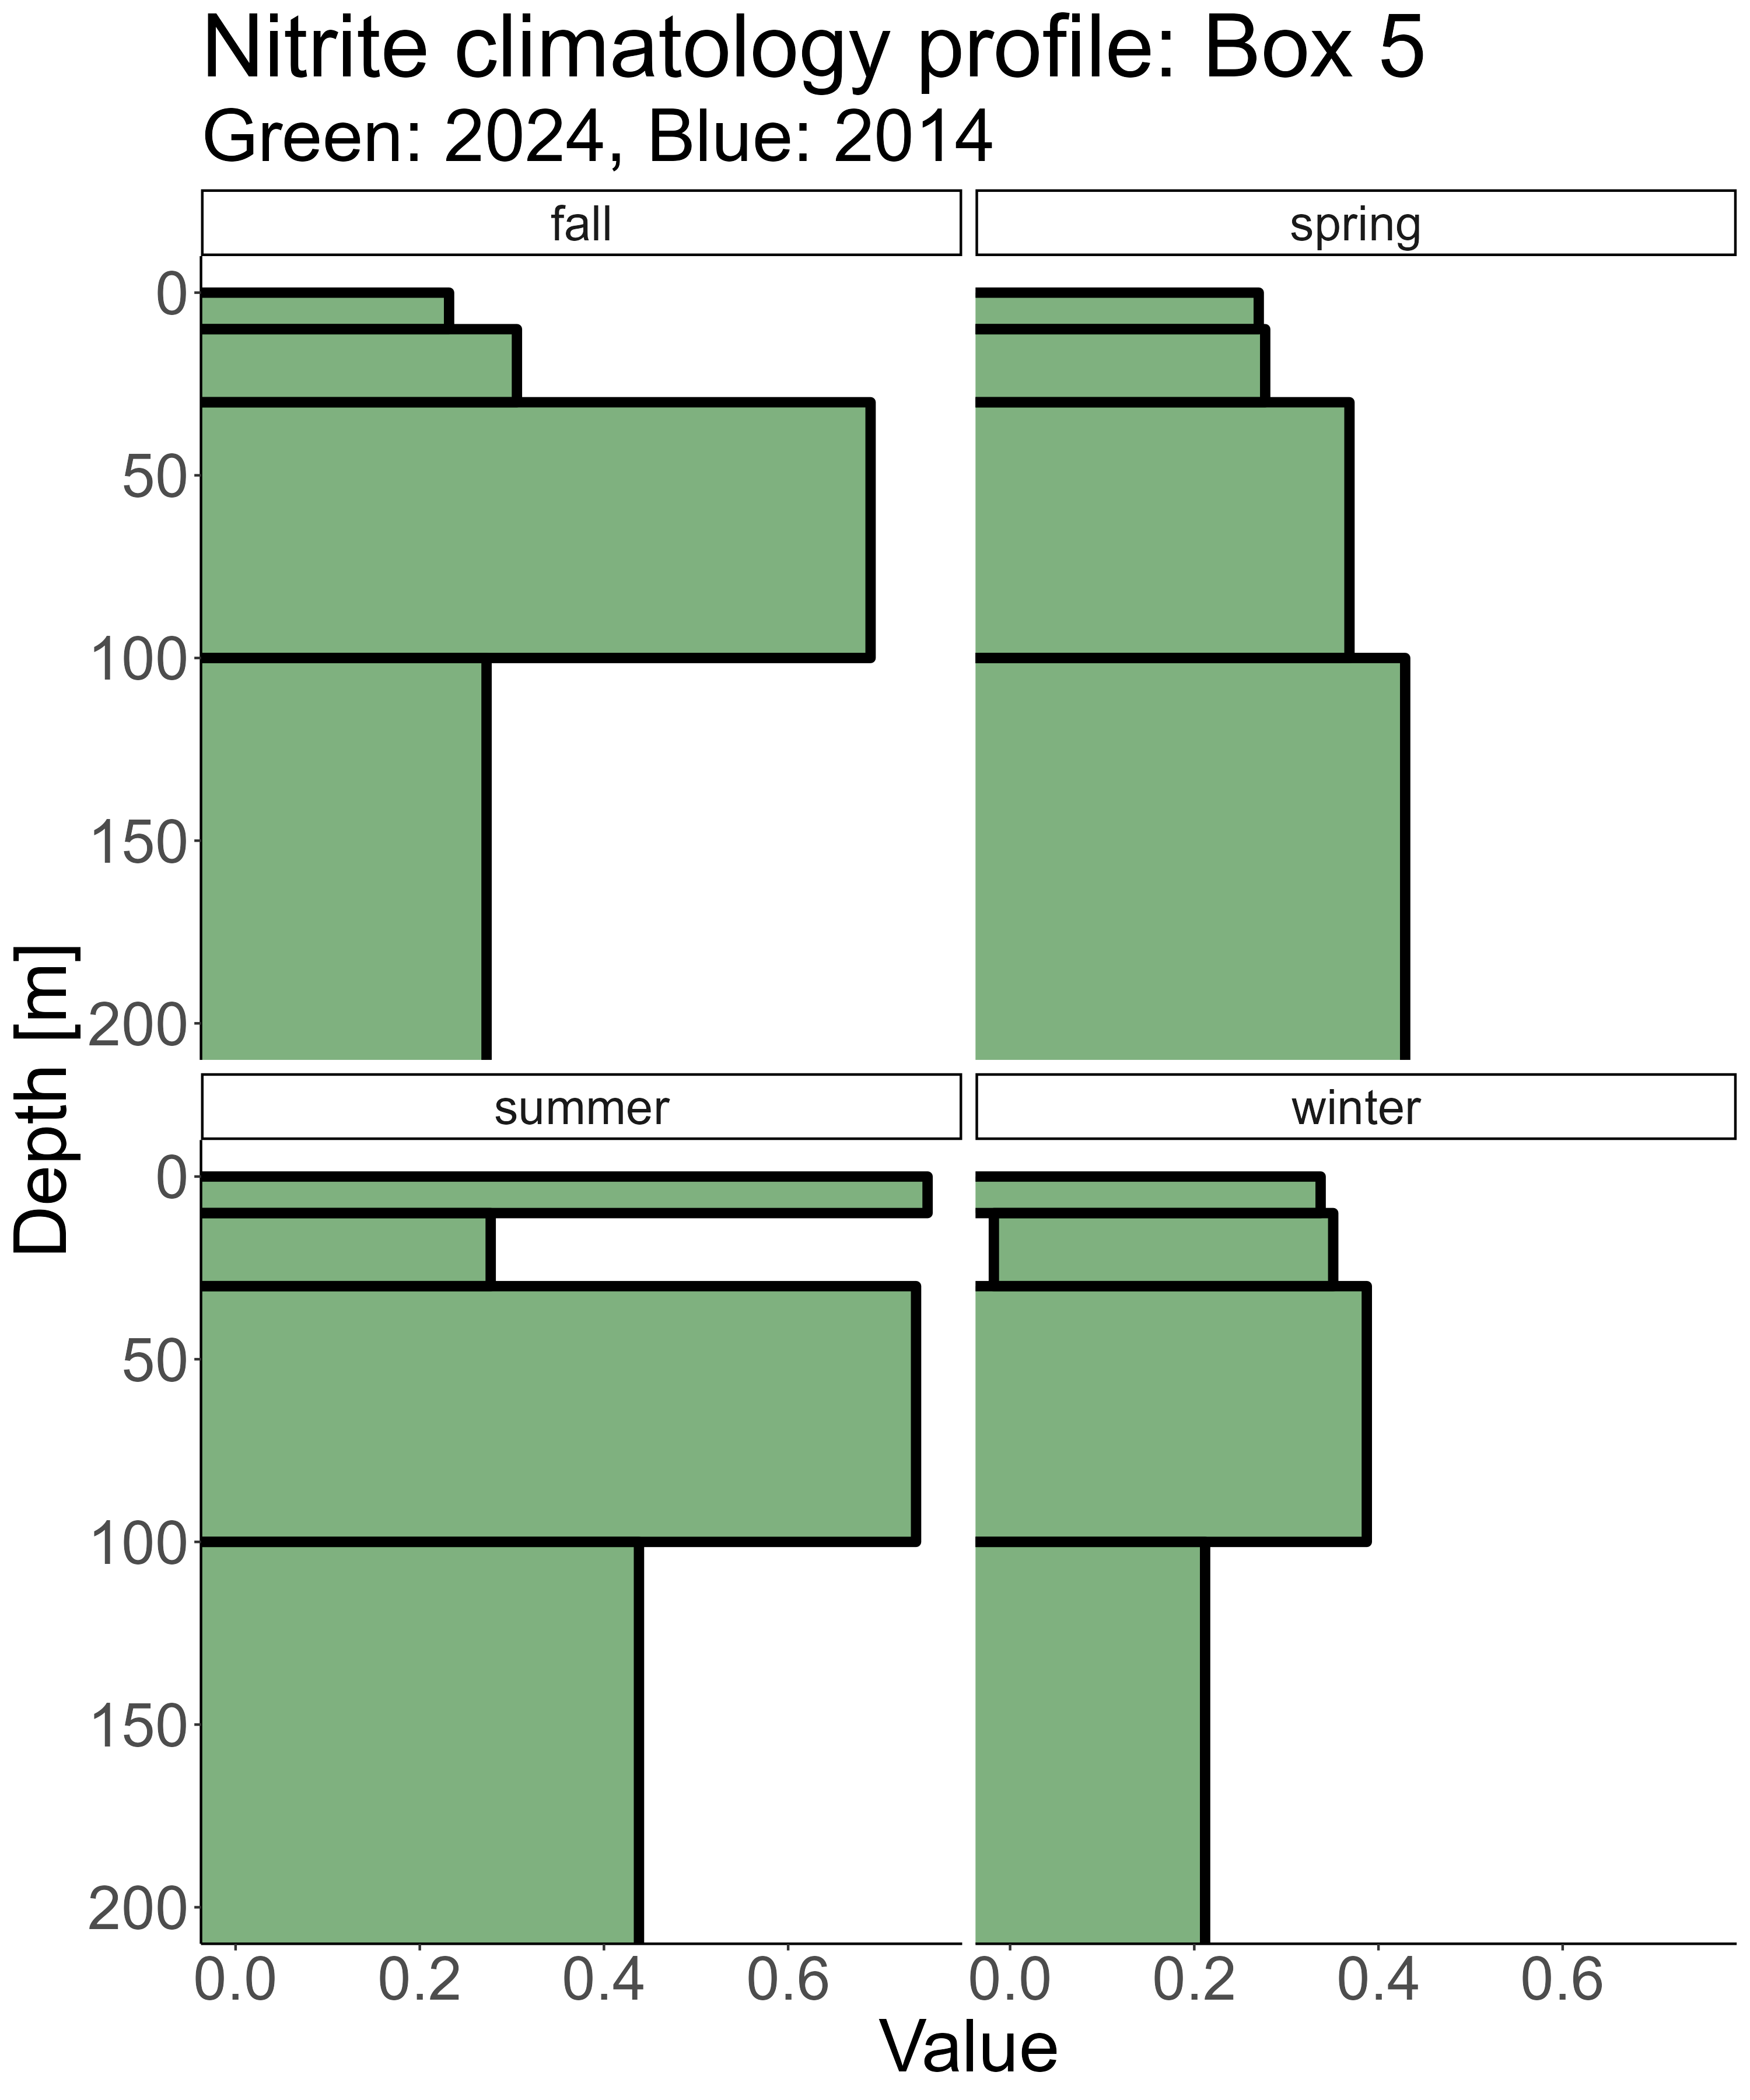 Nitrite climatology profile: Box 5
Green: 2024, Blue: 2014
fall
spring
0
50
100
150
200
Depth [m]
summer
winter
0
50
100
150
200
0.0 0.2 0.4 0.6 0.0 0.2 0.4 0.6
Value